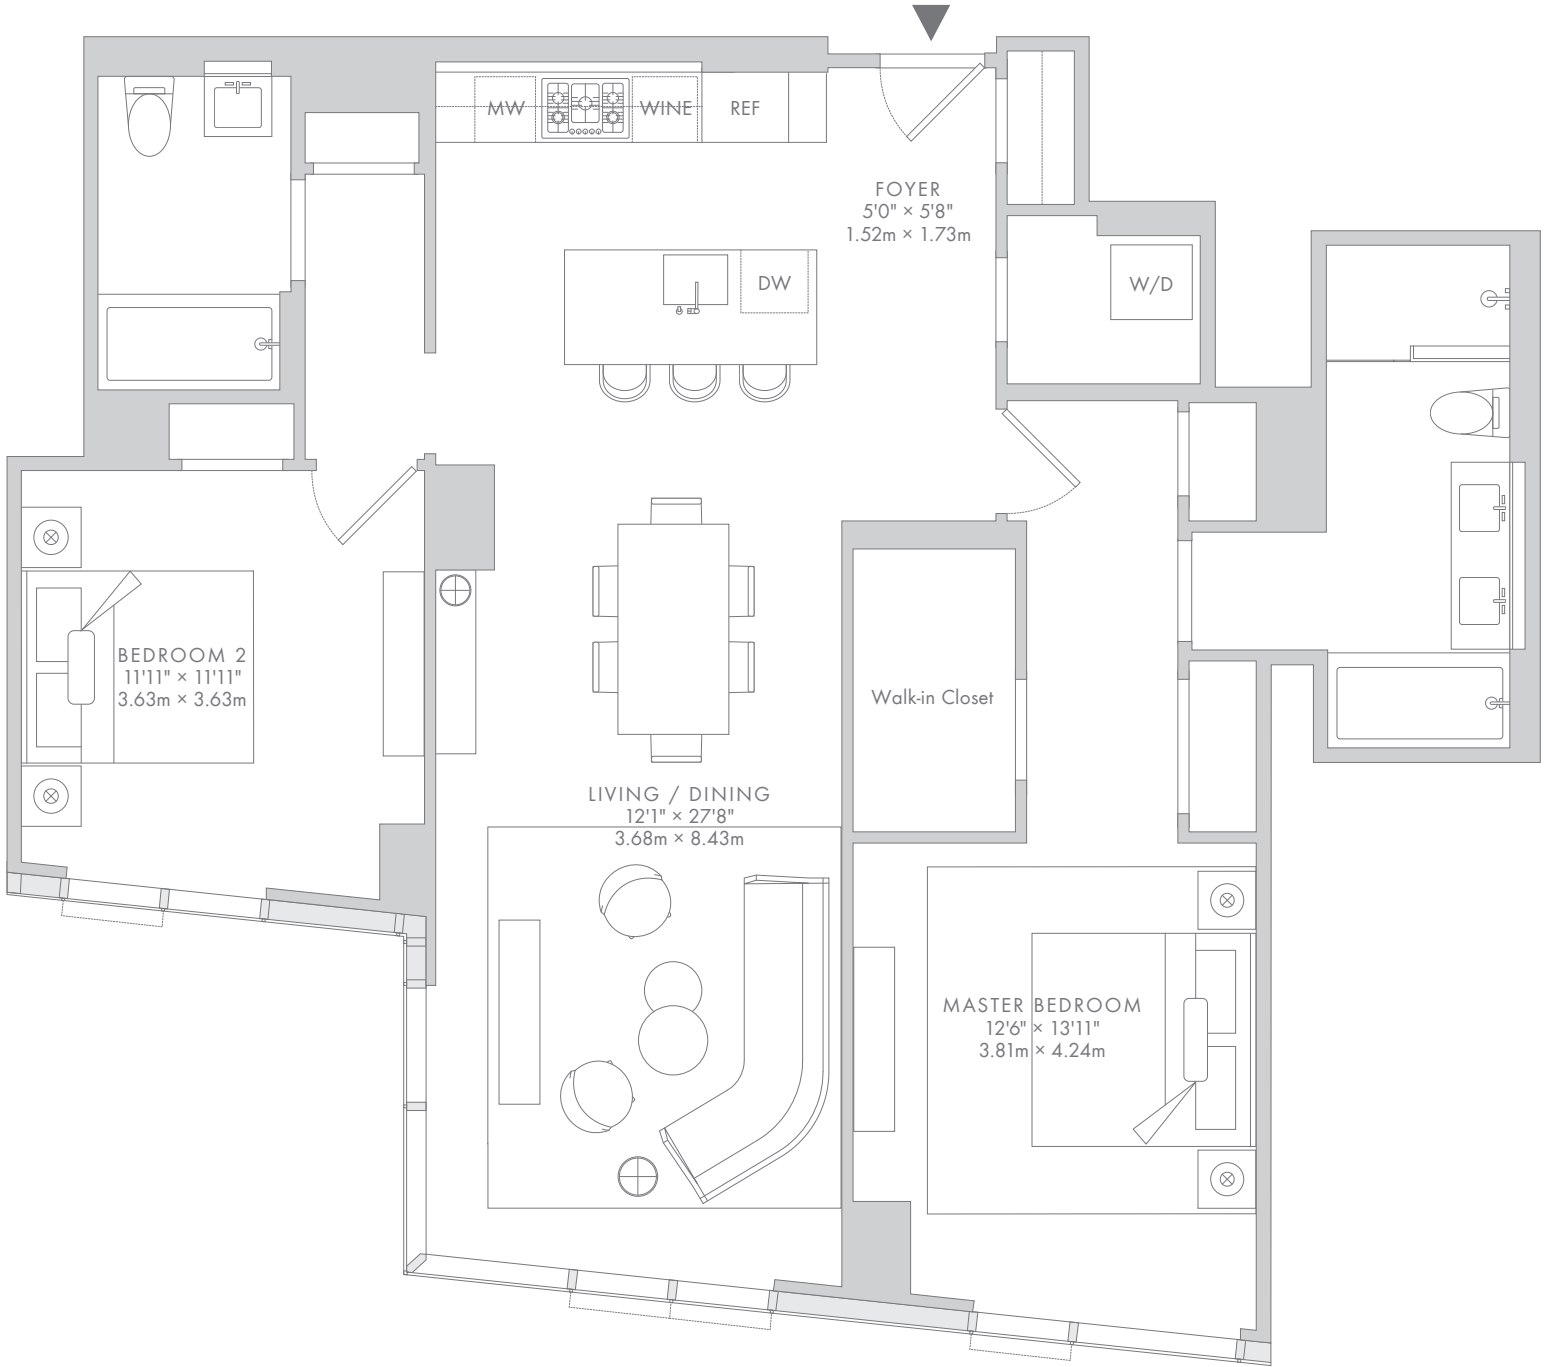 MW
WINE
REF
FOYER
5'0" × 5'8"
1.52m × 1.73m
DW
W/D
BEDROOM 2
11'11" × 11'11"
3.63m × 3.63m
Walk-in Closet
LIVING / DINING
12'1" × 27'8"
3.68m × 8.43m
MASTER BEDROOM
12'6" × 13'11"
3.81m × 4.24m